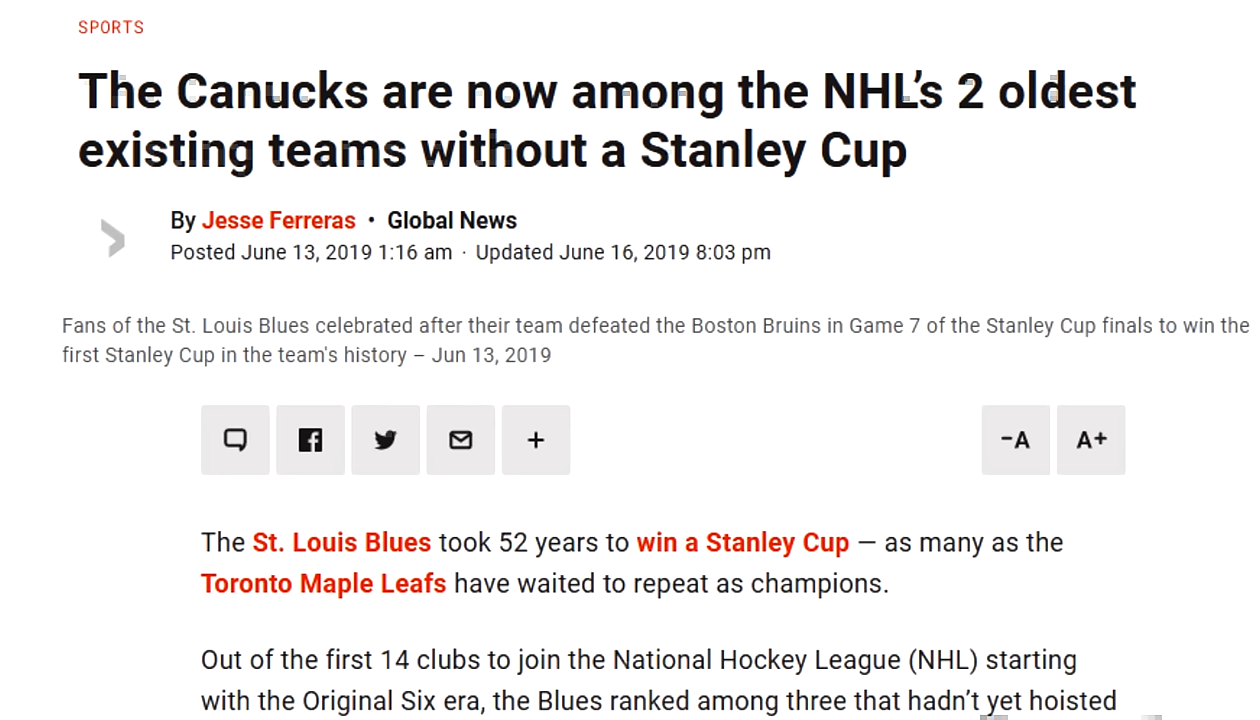 SPORTS
The Canucks are now among the NHL’s 2 oldest
existing teams without a Stanley Cup
By Jesse Ferreras • Global News
Posted June 13, 2019 1:16 am · Updated June 16, 2019 8:03 pm
Fans of the St. Louis Blues celebrated after their team defeated the Boston Bruins in Game 7 of the Stanley Cup finals to win the
first Stanley Cup in the team's history – Jun 13, 2019
-A A+
The St. Louis Blues took 52 years to win a Stanley Cup — as many as the
Toronto Maple Leafs have waited to repeat as champions.
Out of the first 14 clubs to join the National Hockey League (NHL) starting
with the Original Six era, the Blues ranked among three that hadn’t yet hoisted